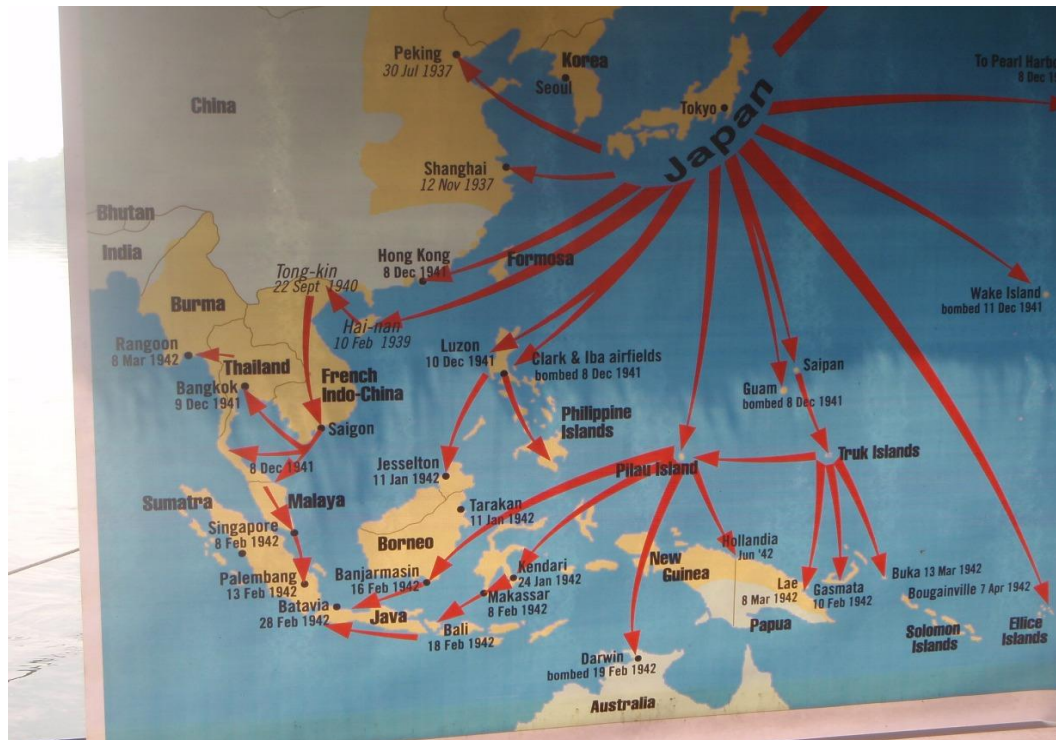 Peking
30 Jul 1937
Korea
Seoul
Tokyo
Japan
To Pearl Harbo
8 Dec 19
China
Shanghai
12 Nov 1937
Bhutan
India
Hong Kong
8 Dec 1941
Formosa
Tong-kin
22 Sept 1940
Burma
Hai-nan
10 Feb 1939
Wake Island
bombed 11 Dec 1941
Rangoon
8 Mar 1942
Thailand
Bangkok
9 Dec 1941
French
Indo-China
Luzon
10 Dec 1941
Clark & Iba airfields
bombed 8 Dec 1941
Saipan
Guam
bombed 8 Dec 1941
Saigon
Philippine
Islands
8 Dec 1941
Jesselton
11 Jan 1942
Pilau Island
Truk Islands
Sumatra
Malaya
Tarakan
11 Jan 1942
Singapore
8 Feb 1942
Borneo
Hollandia
Jun '42
New
Guinea
Palembang
13 Feb 1942
Banjarmasin
16 Feb 1942
Kendari
24 Jan 1942
Makassar
8 Feb 1942
Lae
8 Mar 1942
Gasmata
10 Feb 1942
Buka 13 Mar 1942
Bougainville 7 Apr 1942
Batavia
28 Feb 1942
Java
Bali
18 Feb 1942
Papua
Solomon
Islands
Ellice
Islands
Darwin
bombed 19 Feb 1942
Australia